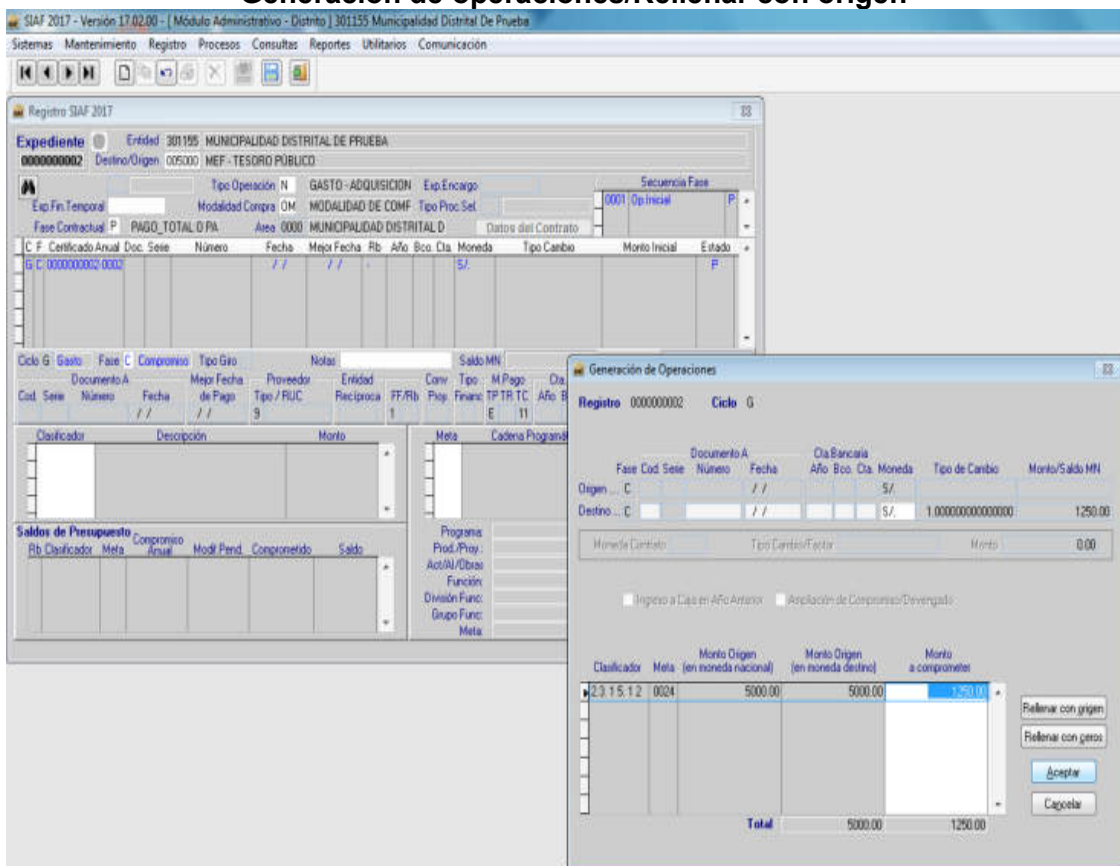 Generación de operaciones/Rellenar con origen
SIAF 2017 - Versión 17.02.00 - [ Módulo Administrativo - Distrito ] 301155 Municipalidad Distrital De Prueba
Sistemas Mantenimiento Registro Procesos Consultas Reportes Utilitarios Comunicación
Registro SIAF 2017
Expediente Entidad 301155 MUNICIPALIDAD DISTRITAL DE PRUEBA
0000000002 Destino/Origen 005000 MEF - TESORO PÚBLICO
Tipo Operación N GASTO - ADQUISICION Exp.Encargo Secuencia Fase
Exp.Fin.Temporal Modalidad Compra OM MODALIDAD DE COMF Tipo Proc.Sel. 0001 Op.Inicial P
Fase Contractual P PAGO_TOTAL O PA Area 0000 MUNICIPALIDAD DISTRITAL D Datos del Contrato
C F Certificado Anual Doc. Serie Número Fecha Mejor Fecha Rb Año Bco. Cta. Moneda Tipo Cambio Monto Inicial Estado
G C 0000000002-0002 / / / / - S/. P
Ciclo G Gasto Fase C Compromiso Tipo Giro Notas Saldo MN
Documento A Mejor Fecha Proveedor Entidad Conv Tipo M.Pago Cta.
Cod. Serie Número Fecha de Pago Tipo / RUC Recíproca FF/Rb Proy. Financ TP TR TC Año B
/ / / / 9 1 E 11
Clasificador Descripción Monto Meta Cadena Programá
Saldos de Presupuesto
Rb Clasificador Meta Compromiso Anual Modif Pend. Comprometido Saldo
Programa:
Prod./Proy.:
Act/AI/Obras:
Función:
División Func:
Grupo Func:
Meta:
Generación de Operaciones
Registro 0000000002 Ciclo G
Documento A Cta.Bancaria
Fase Cod. Serie Número Fecha Año Bco. Cta. Moneda Tipo de Cambio Monto/Saldo MN
Origen ... C / / S/.
Destino ... C / / S/. 1.00000000000000 1250.00
Moneda Contrato Tipo Cambio/Factor Monto 0.00
Ingreso a Caja en Año Anterior Ampliación de Compromiso/Devengado
Clasificador Meta Monto Origen (en moneda nacional) Monto Origen (en moneda destino) Monto a comprometer
2.3. 1 5. 1 2 0024 5000.00 5000.00 1250.00
Rellenar con origen
Rellenar con ceros
Aceptar
Cancelar
Total 5000.00 1250.00